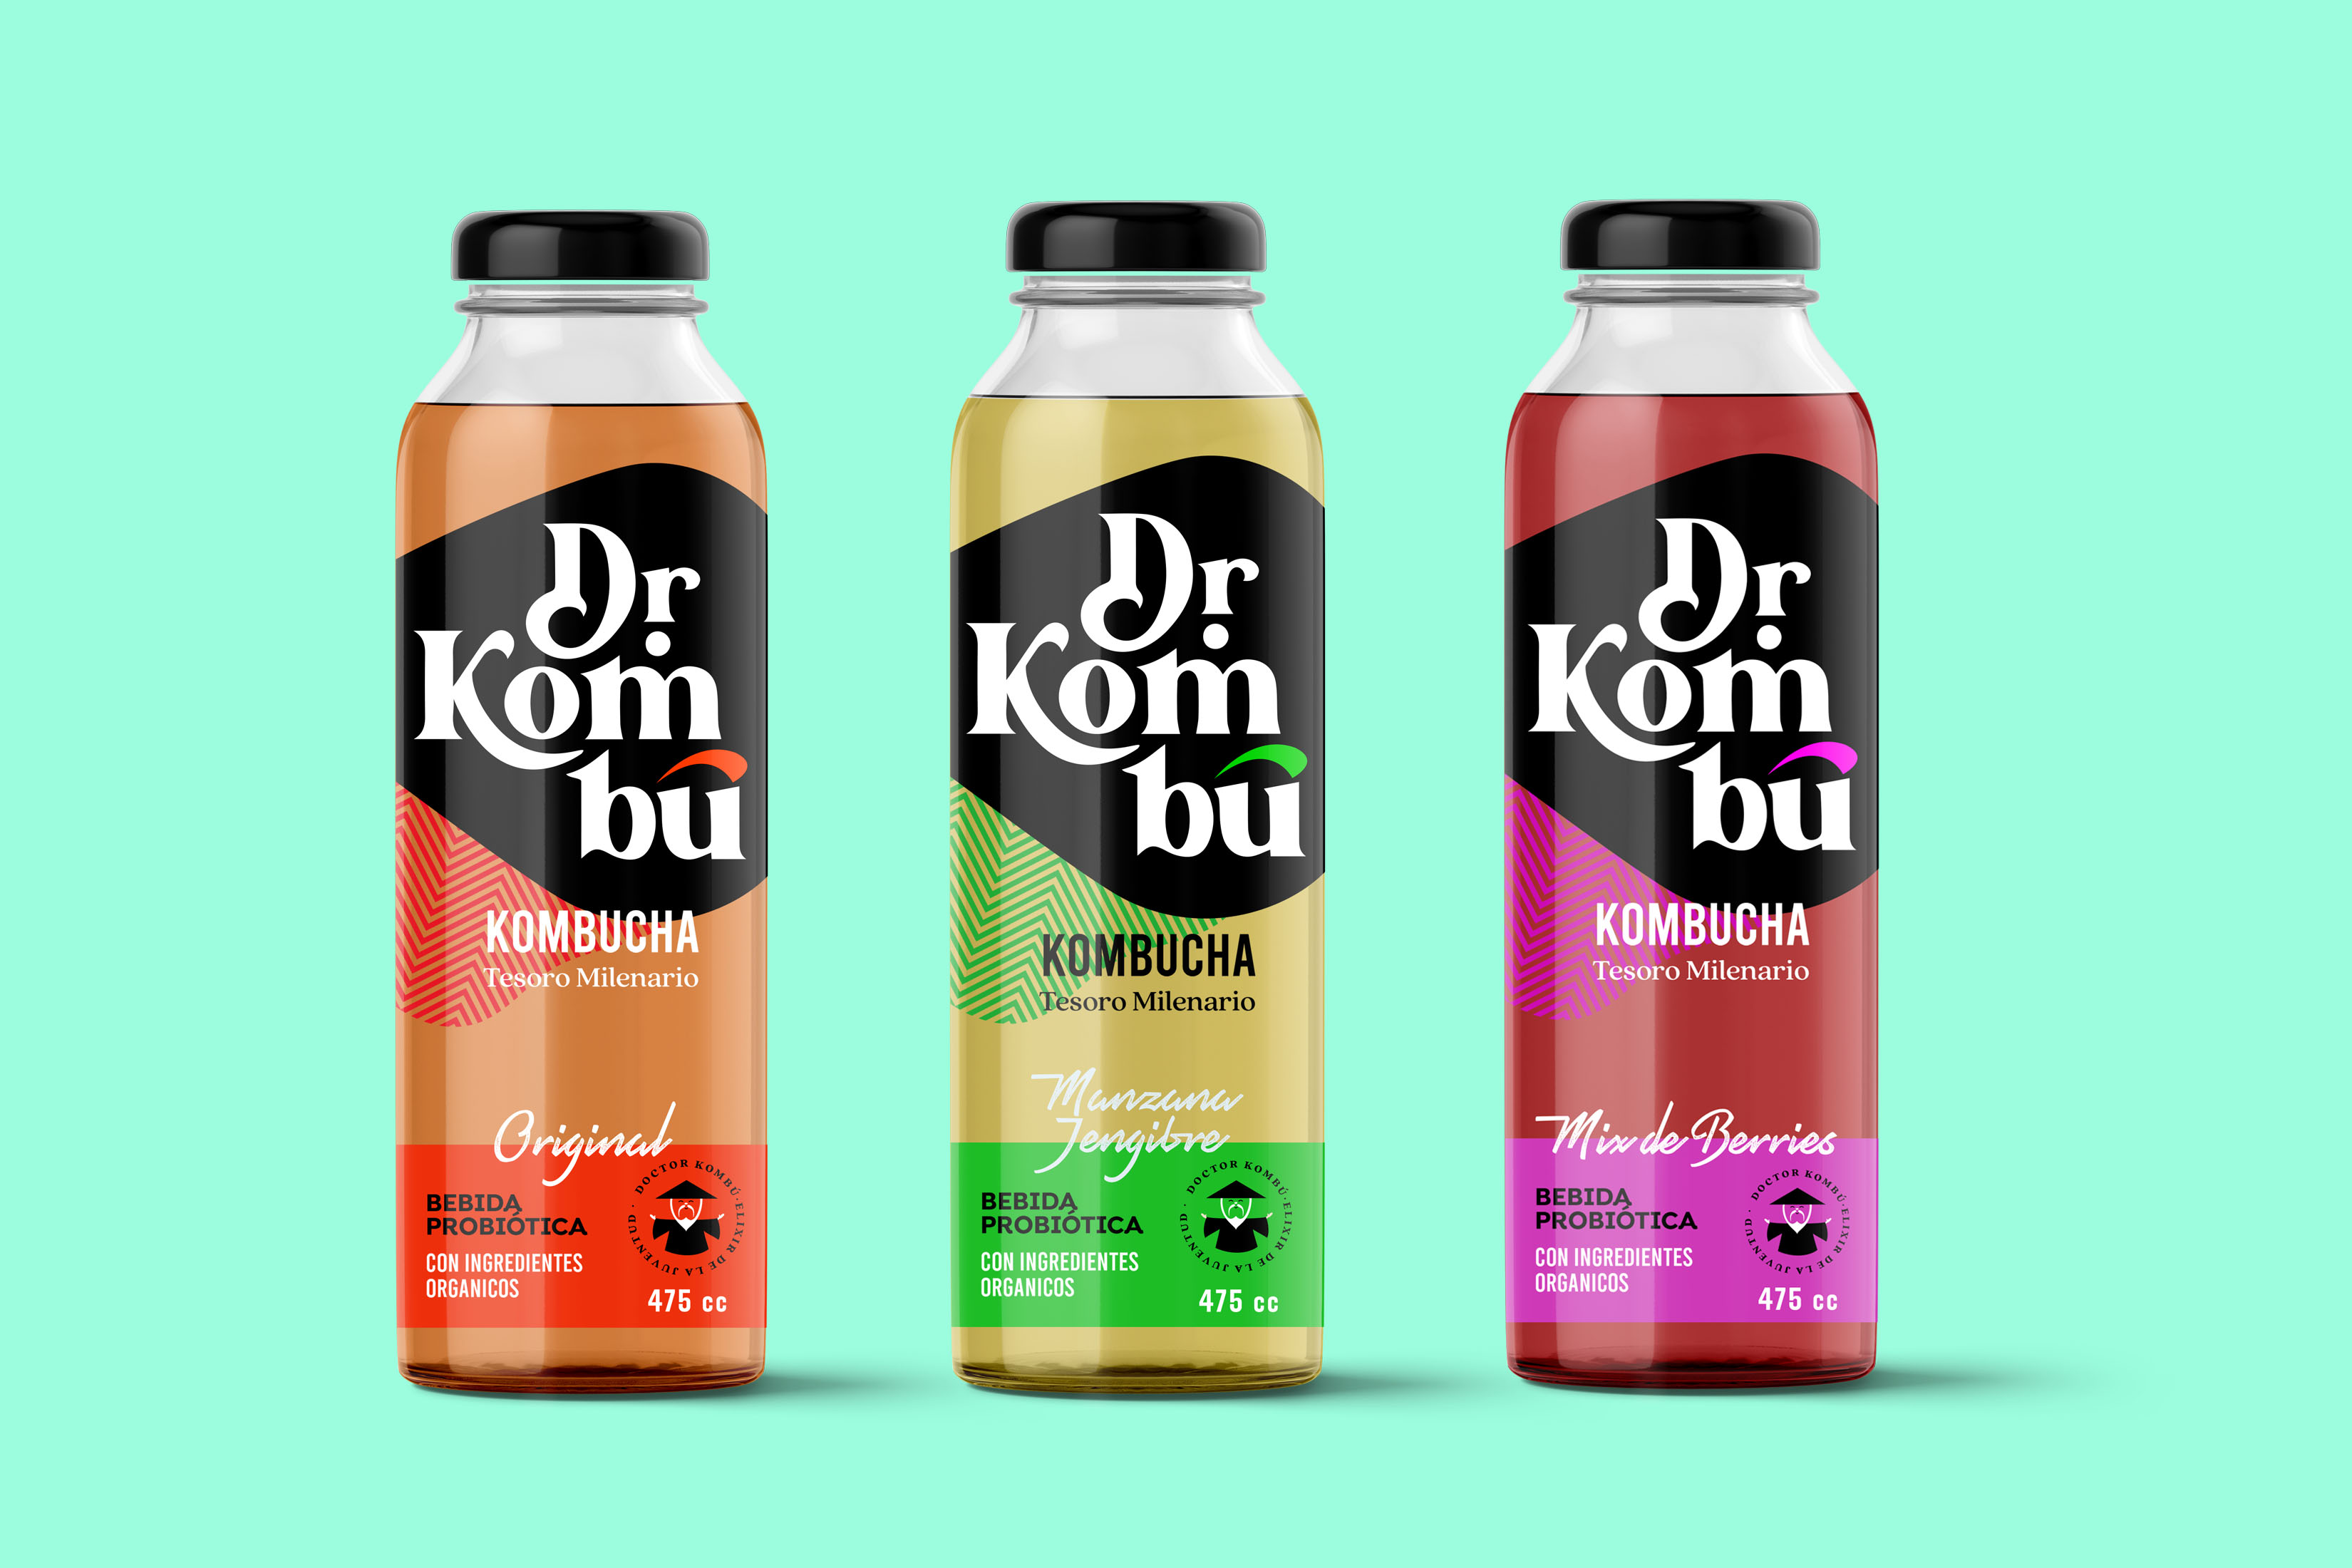 Dr.
Kom
bú
KOMBUCHA
Tesoro Milenario
Original
BEBIDA
PROBIÓTICA
CON INGREDIENTES
ORGANICOS
DOCTOR KOMBÚ · ELIXIR DE LA JUVENTUD ·
475 cc
Dr.
Kom
bú
KOMBUCHA
Tesoro Milenario
Manzana
Jengibre
BEBIDA
PROBIÓTICA
CON INGREDIENTES
ORGANICOS
DOCTOR KOMBÚ · ELIXIR DE LA JUVENTUD ·
475 cc
Dr.
Kom
bú
KOMBUCHA
Tesoro Milenario
Mix de Berries
BEBIDA
PROBIÓTICA
CON INGREDIENTES
ORGANICOS
DOCTOR KOMBÚ · ELIXIR DE LA JUVENTUD ·
475 cc